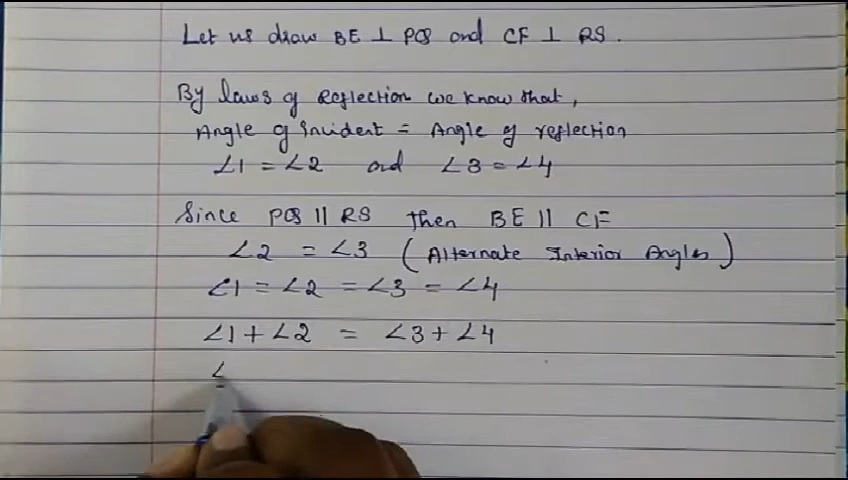 Let us draw BE ⊥ PQ and CF ⊥ RS.
By laws of Reflection we know that,
Angle of Incident = Angle of reflection
∠1 = ∠2 and ∠3 = ∠4
Since PQ || RS then BE || CF
∠2 = ∠3 (Alternate Interior Angles)
∠1 = ∠2 = ∠3 = ∠4
∠1 + ∠2 = ∠3 + ∠4
∠